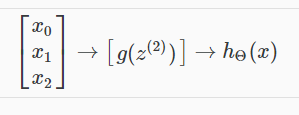 [x₀
x₁
x₂] → [g(z⁽²⁾)] → h_Θ(x)